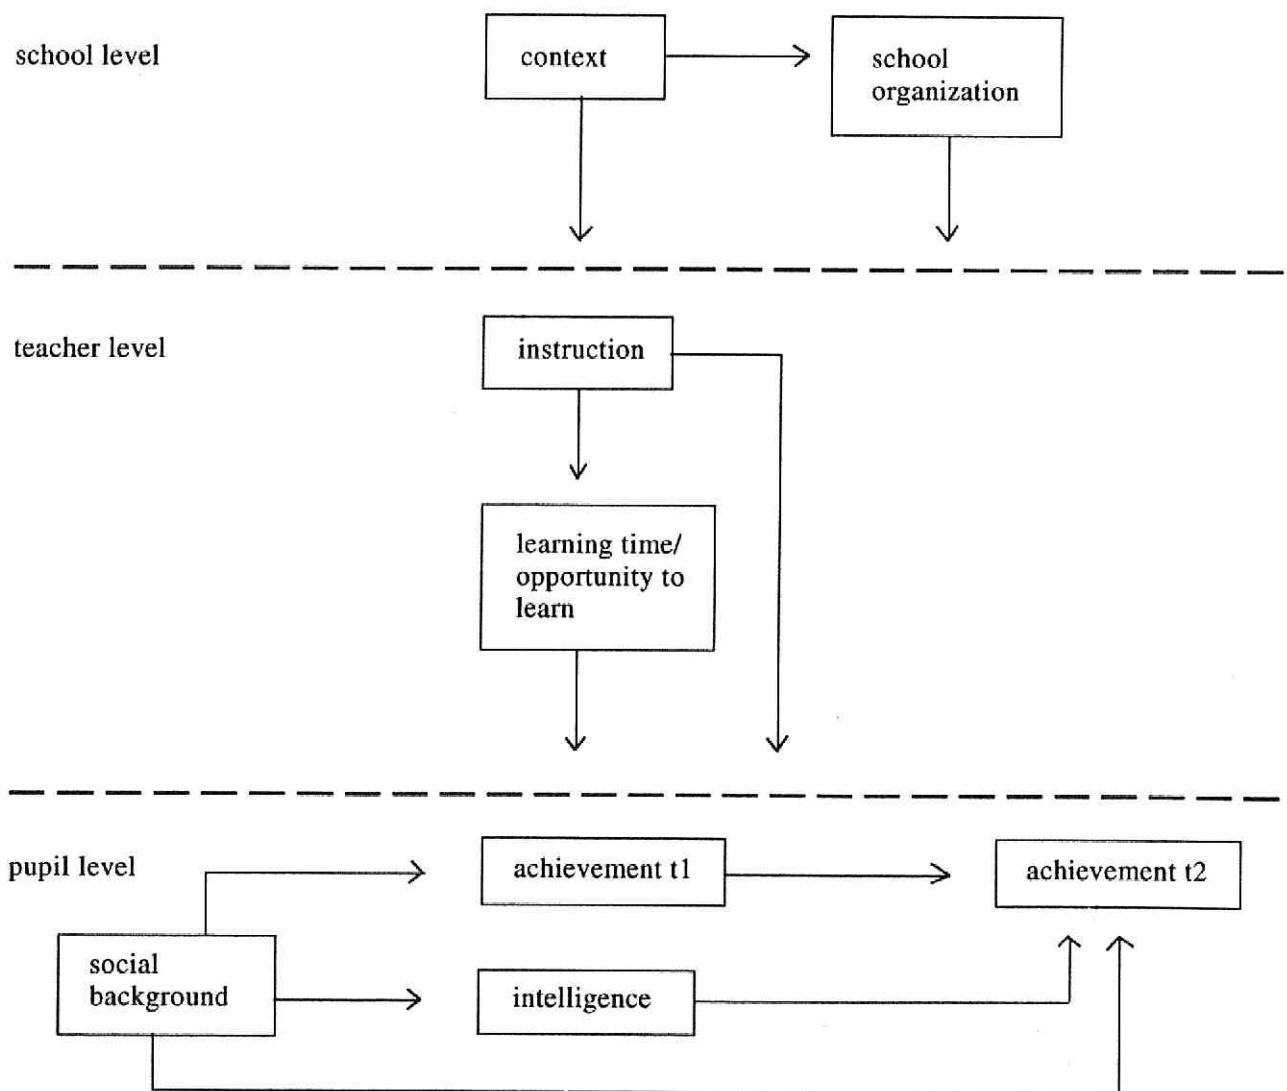 school level
context
school
organization
teacher level
instruction
learning time/
opportunity to
learn
pupil level
achievement t1
achievement t2
social
background
intelligence